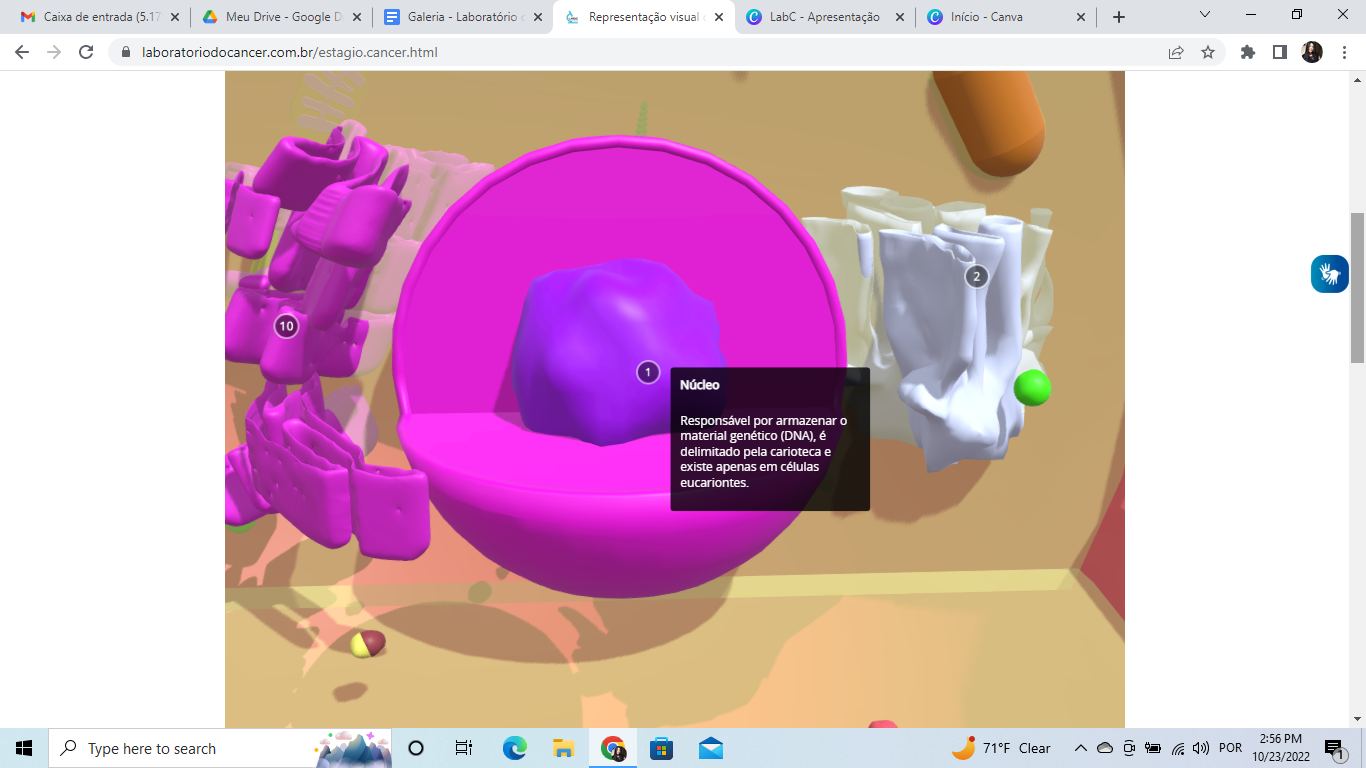 Caixa de entrada (5.17
Meu Drive - Google D
Galeria - Laboratório d
Representação visual d
LabC - Apresentação
Início - Canva
laboratoriodocancer.com.br/estagio.cancer.html
10
2
1
Núcleo
Responsável por armazenar o
material genético (DNA), é
delimitado pela carioteca e
existe apenas em células
eucariontes.
Type here to search
71°F Clear
POR
2:56 PM
10/23/2022
1